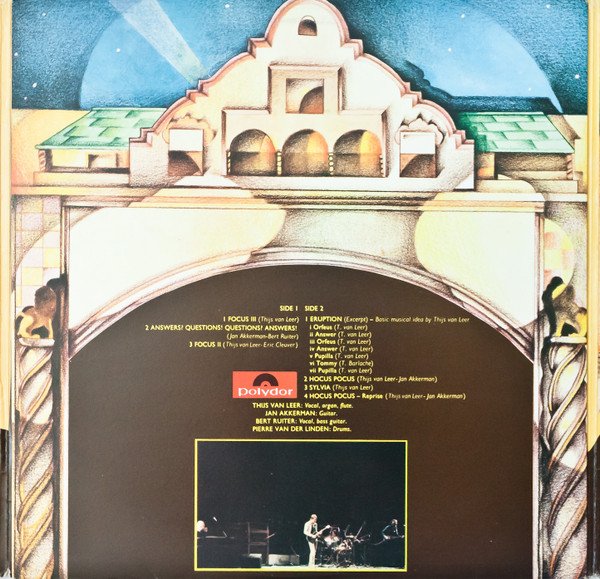 SIDE 1
1 FOCUS III (Thijs van Leer)
2 ANSWERS? QUESTIONS! QUESTIONS? ANSWERS!
(Jan Akkerman-Bert Ruiter)
3 FOCUS II (Thijs van Leer-Eric Cleuver)
SIDE 2
1 ERUPTION (Excerpt) – Basic musical idea by Thijs van Leer
i Orfeus (T. van Leer)
ii Answer (T. van Leer)
iii Orfeus (T. van Leer)
iv Answer (T. van Leer)
v Pupilla (T. van Leer)
vi Tommy (T. Barlache)
vii Pupilla (T. van Leer)
2 HOCUS POCUS (Thijs van Leer-Jan Akkerman)
3 SYLVIA (Thijs van Leer)
4 HOCUS POCUS – Reprise (Thijs van Leer-Jan Akkerman)
polydor
THIJS VAN LEER: Vocal, organ, flute.
JAN AKKERMAN: Guitar.
BERT RUITER: Vocal, bass guitar.
PIERRE VAN DER LINDEN: Drums.